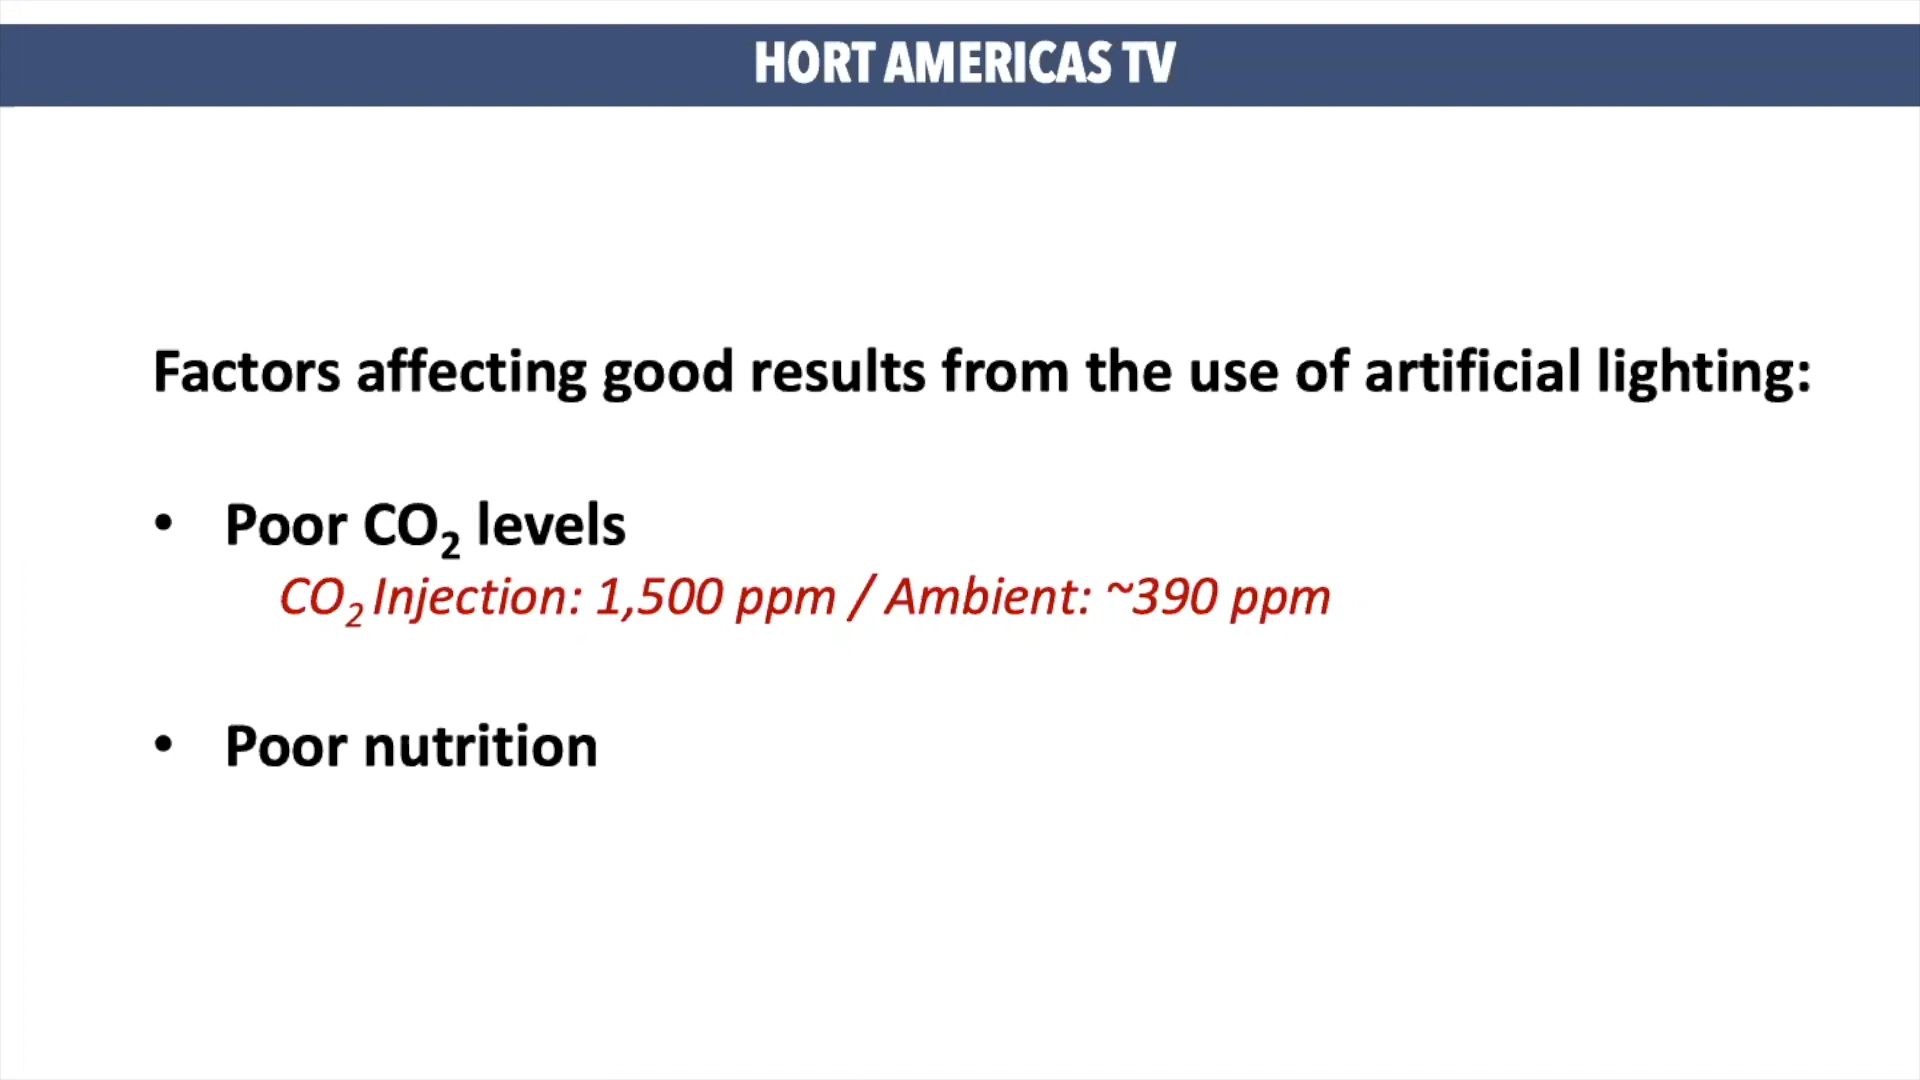 HORT AMERICAS TV
Factors affecting good results from the use of artificial lighting:
• Poor CO₂ levels
CO₂ Injection: 1,500 ppm / Ambient: ~390 ppm
• Poor nutrition